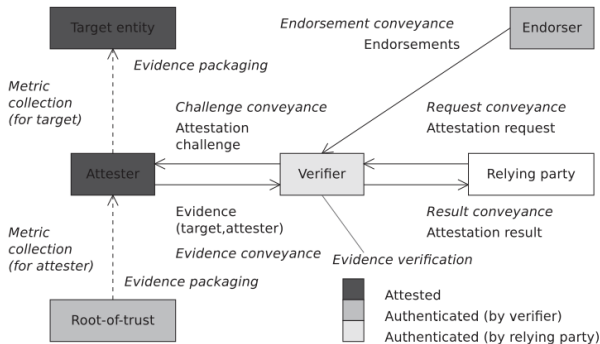 Target entity
Endorsement conveyance
Endorsements
Endorser
Evidence packaging
Metric
collection
(for target)
Challenge conveyance
Attestation
challenge
Request conveyance
Attestation request
Attester
Verifier
Relying party
Evidence
(target,attester)
Evidence conveyance
Result conveyance
Attestation result
Metric
collection
(for attester)
Evidence verification
Evidence packaging
Root-of-trust
Attested
Authenticated (by verifier)
Authenticated (by relying party)